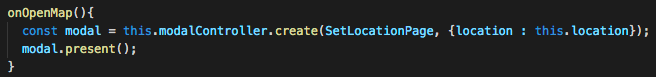 onOpenMap(){
const modal = this.modalController.create(SetLocationPage, {location : this.location});
modal.present();
}